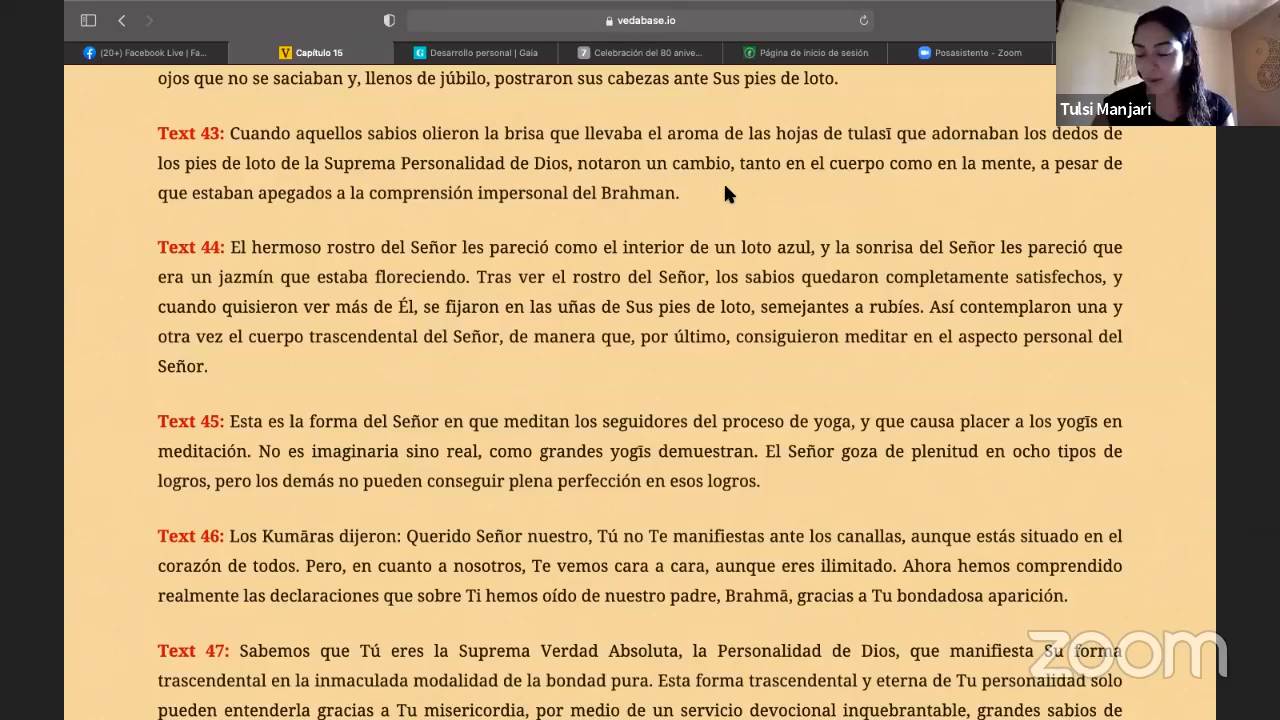 vedabase.io
(20+) Facebook Live | Fa...
Capítulo 15
Desarrollo personal | Gaia
Celebración del 80 anive...
Página de inicio de sesión
Posasistente - Zoom
Tulsi Manjari
ojos que no se saciaban y, llenos de júbilo, postraron sus cabezas ante Sus pies de loto.
Text 43: Cuando aquellos sabios olieron la brisa que llevaba el aroma de las hojas de tulasī que adornaban los dedos de
los pies de loto de la Suprema Personalidad de Dios, notaron un cambio, tanto en el cuerpo como en la mente, a pesar de
que estaban apegados a la comprensión impersonal del Brahman.
Text 44: El hermoso rostro del Señor les pareció como el interior de un loto azul, y la sonrisa del Señor les pareció que
era un jazmín que estaba floreciendo. Tras ver el rostro del Señor, los sabios quedaron completamente satisfechos, y
cuando quisieron ver más de Él, se fijaron en las uñas de Sus pies de loto, semejantes a rubíes. Así contemplaron una y
otra vez el cuerpo trascendental del Señor, de manera que, por último, consiguieron meditar en el aspecto personal del
Señor.
Text 45: Esta es la forma del Señor en que meditan los seguidores del proceso de yoga, y que causa placer a los yogīs en
meditación. No es imaginaria sino real, como grandes yogīs demuestran. El Señor goza de plenitud en ocho tipos de
logros, pero los demás no pueden conseguir plena perfección en esos logros.
Text 46: Los Kumāras dijeron: Querido Señor nuestro, Tú no Te manifiestas ante los canallas, aunque estás situado en el
corazón de todos. Pero, en cuanto a nosotros, Te vemos cara a cara, aunque eres ilimitado. Ahora hemos comprendido
realmente las declaraciones que sobre Ti hemos oído de nuestro padre, Brahmā, gracias a Tu bondadosa aparición.
Text 47: Sabemos que Tú eres la Suprema Verdad Absoluta, la Personalidad de Dios, que manifiesta Su forma
trascendental en la inmaculada modalidad de la bondad pura. Esta forma trascendental y eterna de Tu personalidad sólo
pueden entenderla gracias a Tu misericordia, por medio de un servicio devocional inquebrantable, grandes sabios de
zoom